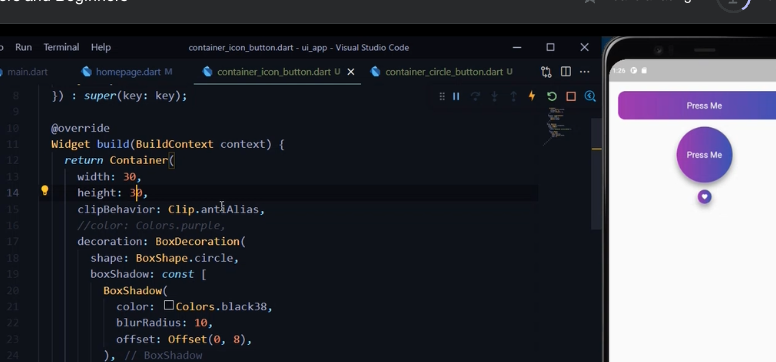 Run Terminal Help container_icon_button.dart - ui_app - Visual Studio Code
main.dart homepage.dart M container_icon_button.dart U container_circle_button.dart U
8 }) : super(key: key);
9
10 @override
11 Widget build(BuildContext context) {
12 return Container(
13 width: 30,
14 height: 30,
15 clipBehavior: Clip.antiAlias,
16 //color: Colors.purple,
17 decoration: BoxDecoration(
18 shape: BoxShape.circle,
19 boxShadow: const [
20 BoxShadow(
21 color: Colors.black38,
22 blurRadius: 10,
23 offset: Offset(0, 8),
24 ), // BoxShadow
1:26
Press Me
Press Me